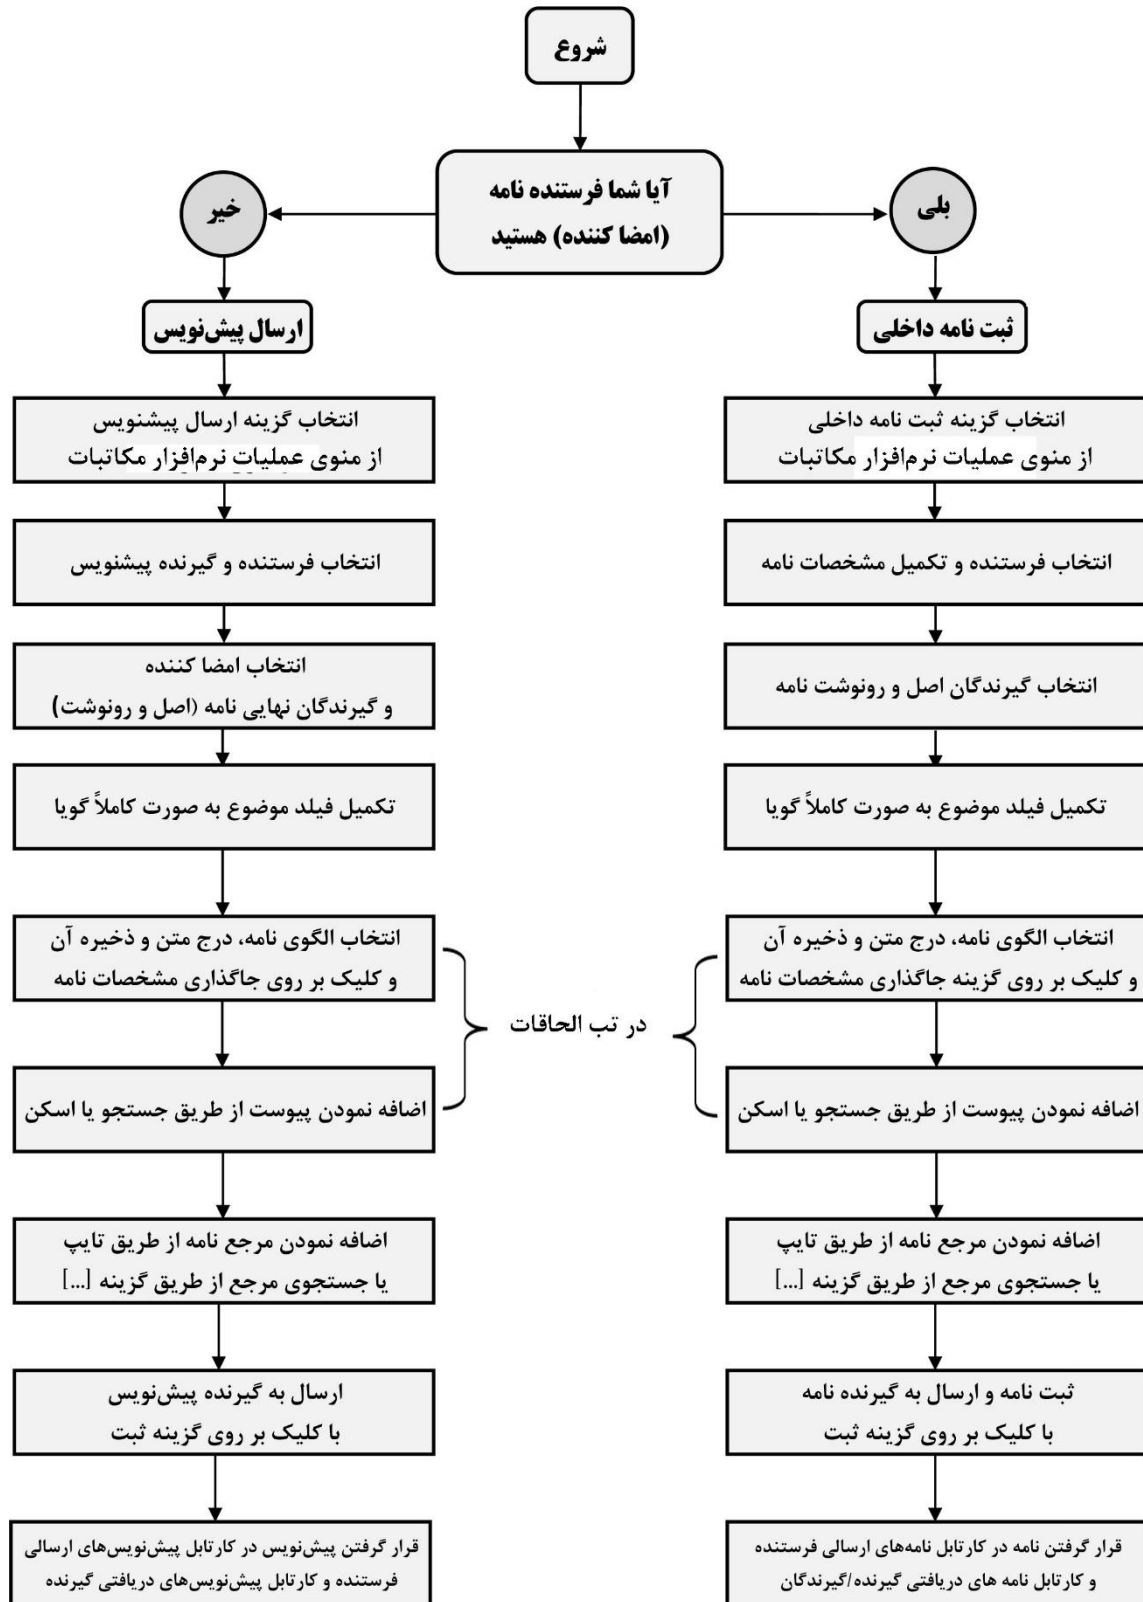 شروع
آیا شما فرستنده نامه
(امضا کننده) هستید
بلی
خیر
ثبت نامه داخلی
انتخاب گزینه ثبت نامه داخلی
از منوی عملیات نرم‌افزار مکاتبات
انتخاب فرستنده و تکمیل مشخصات نامه
انتخاب گیرندگان اصل و رونوشت نامه
تکمیل فیلد موضوع به صورت کاملاً گویا
انتخاب الگوی نامه، درج متن و ذخیره آن
و کلیک بر روی گزینه جاگذاری مشخصات نامه
اضافه نمودن پیوست از طریق جستجو یا اسکن
اضافه نمودن مرجع نامه از طریق تایپ
یا جستجوی مرجع از طریق گزینه [...]
ثبت نامه و ارسال به گیرنده نامه
با کلیک بر روی گزینه ثبت
قرار گرفتن نامه در کارتابل نامه‌های ارسالی فرستنده
و کارتابل نامه های دریافتی گیرنده/گیرندگان
در تب الحاقات
ارسال پیش‌نویس
انتخاب گزینه ارسال پیشنویس
از منوی عملیات نرم‌افزار مکاتبات
انتخاب فرستنده و گیرنده پیشنویس
انتخاب امضا کننده
و گیرندگان نهایی نامه (اصل و رونوشت)
تکمیل فیلد موضوع به صورت کاملاً گویا
انتخاب الگوی نامه، درج متن و ذخیره آن
و کلیک بر روی جاگذاری مشخصات نامه
اضافه نمودن پیوست از طریق جستجو یا اسکن
اضافه نمودن مرجع نامه از طریق تایپ
یا جستجوی مرجع از طریق گزینه [...]
ارسال به گیرنده پیش‌نویس
با کلیک بر روی گزینه ثبت
قرار گرفتن پیش‌نویس در کارتابل پیش‌نویس‌های ارسالی
فرستنده و کارتابل پیش‌نویس‌های دریافتی گیرنده